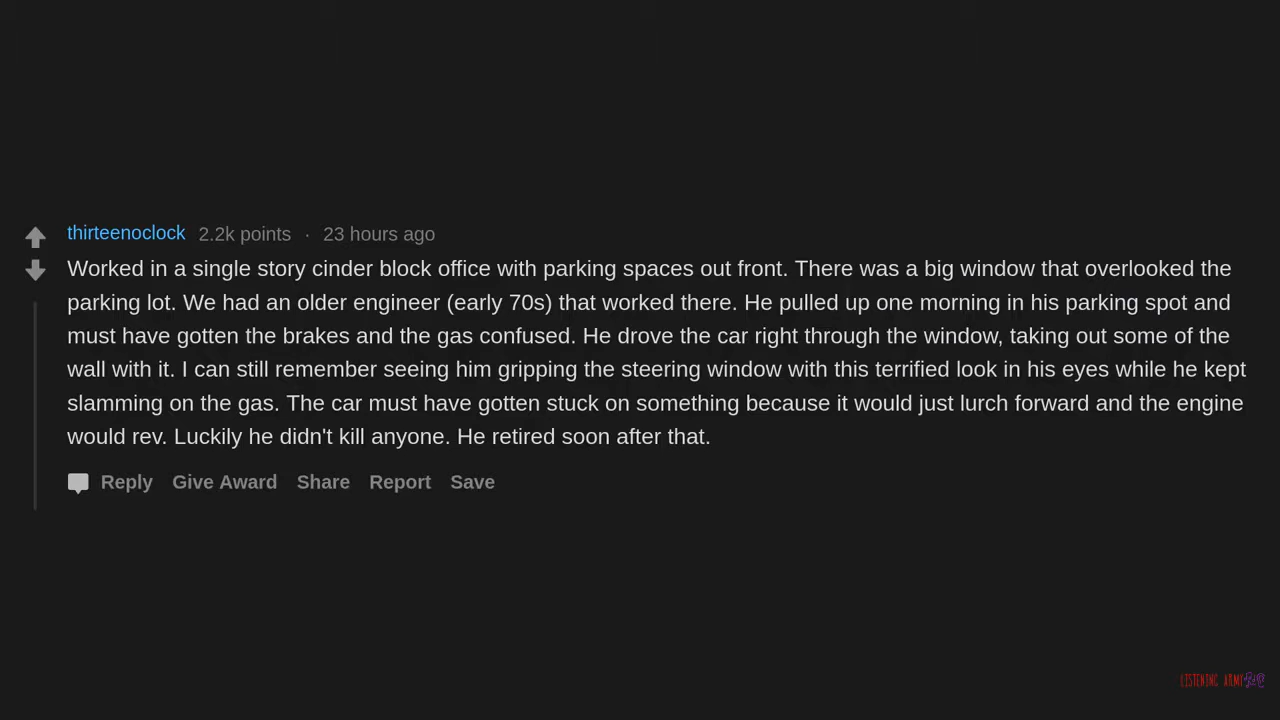 thirteenoclock 2.2k points · 23 hours ago
Worked in a single story cinder block office with parking spaces out front. There was a big window that overlooked the
parking lot. We had an older engineer (early 70s) that worked there. He pulled up one morning in his parking spot and
must have gotten the brakes and the gas confused. He drove the car right through the window, taking out some of the
wall with it. I can still remember seeing him gripping the steering window with this terrified look in his eyes while he kept
slamming on the gas. The car must have gotten stuck on something because it would just lurch forward and the engine
would rev. Luckily he didn't kill anyone. He retired soon after that.
Reply Give Award Share Report Save
LISTENING ARMY